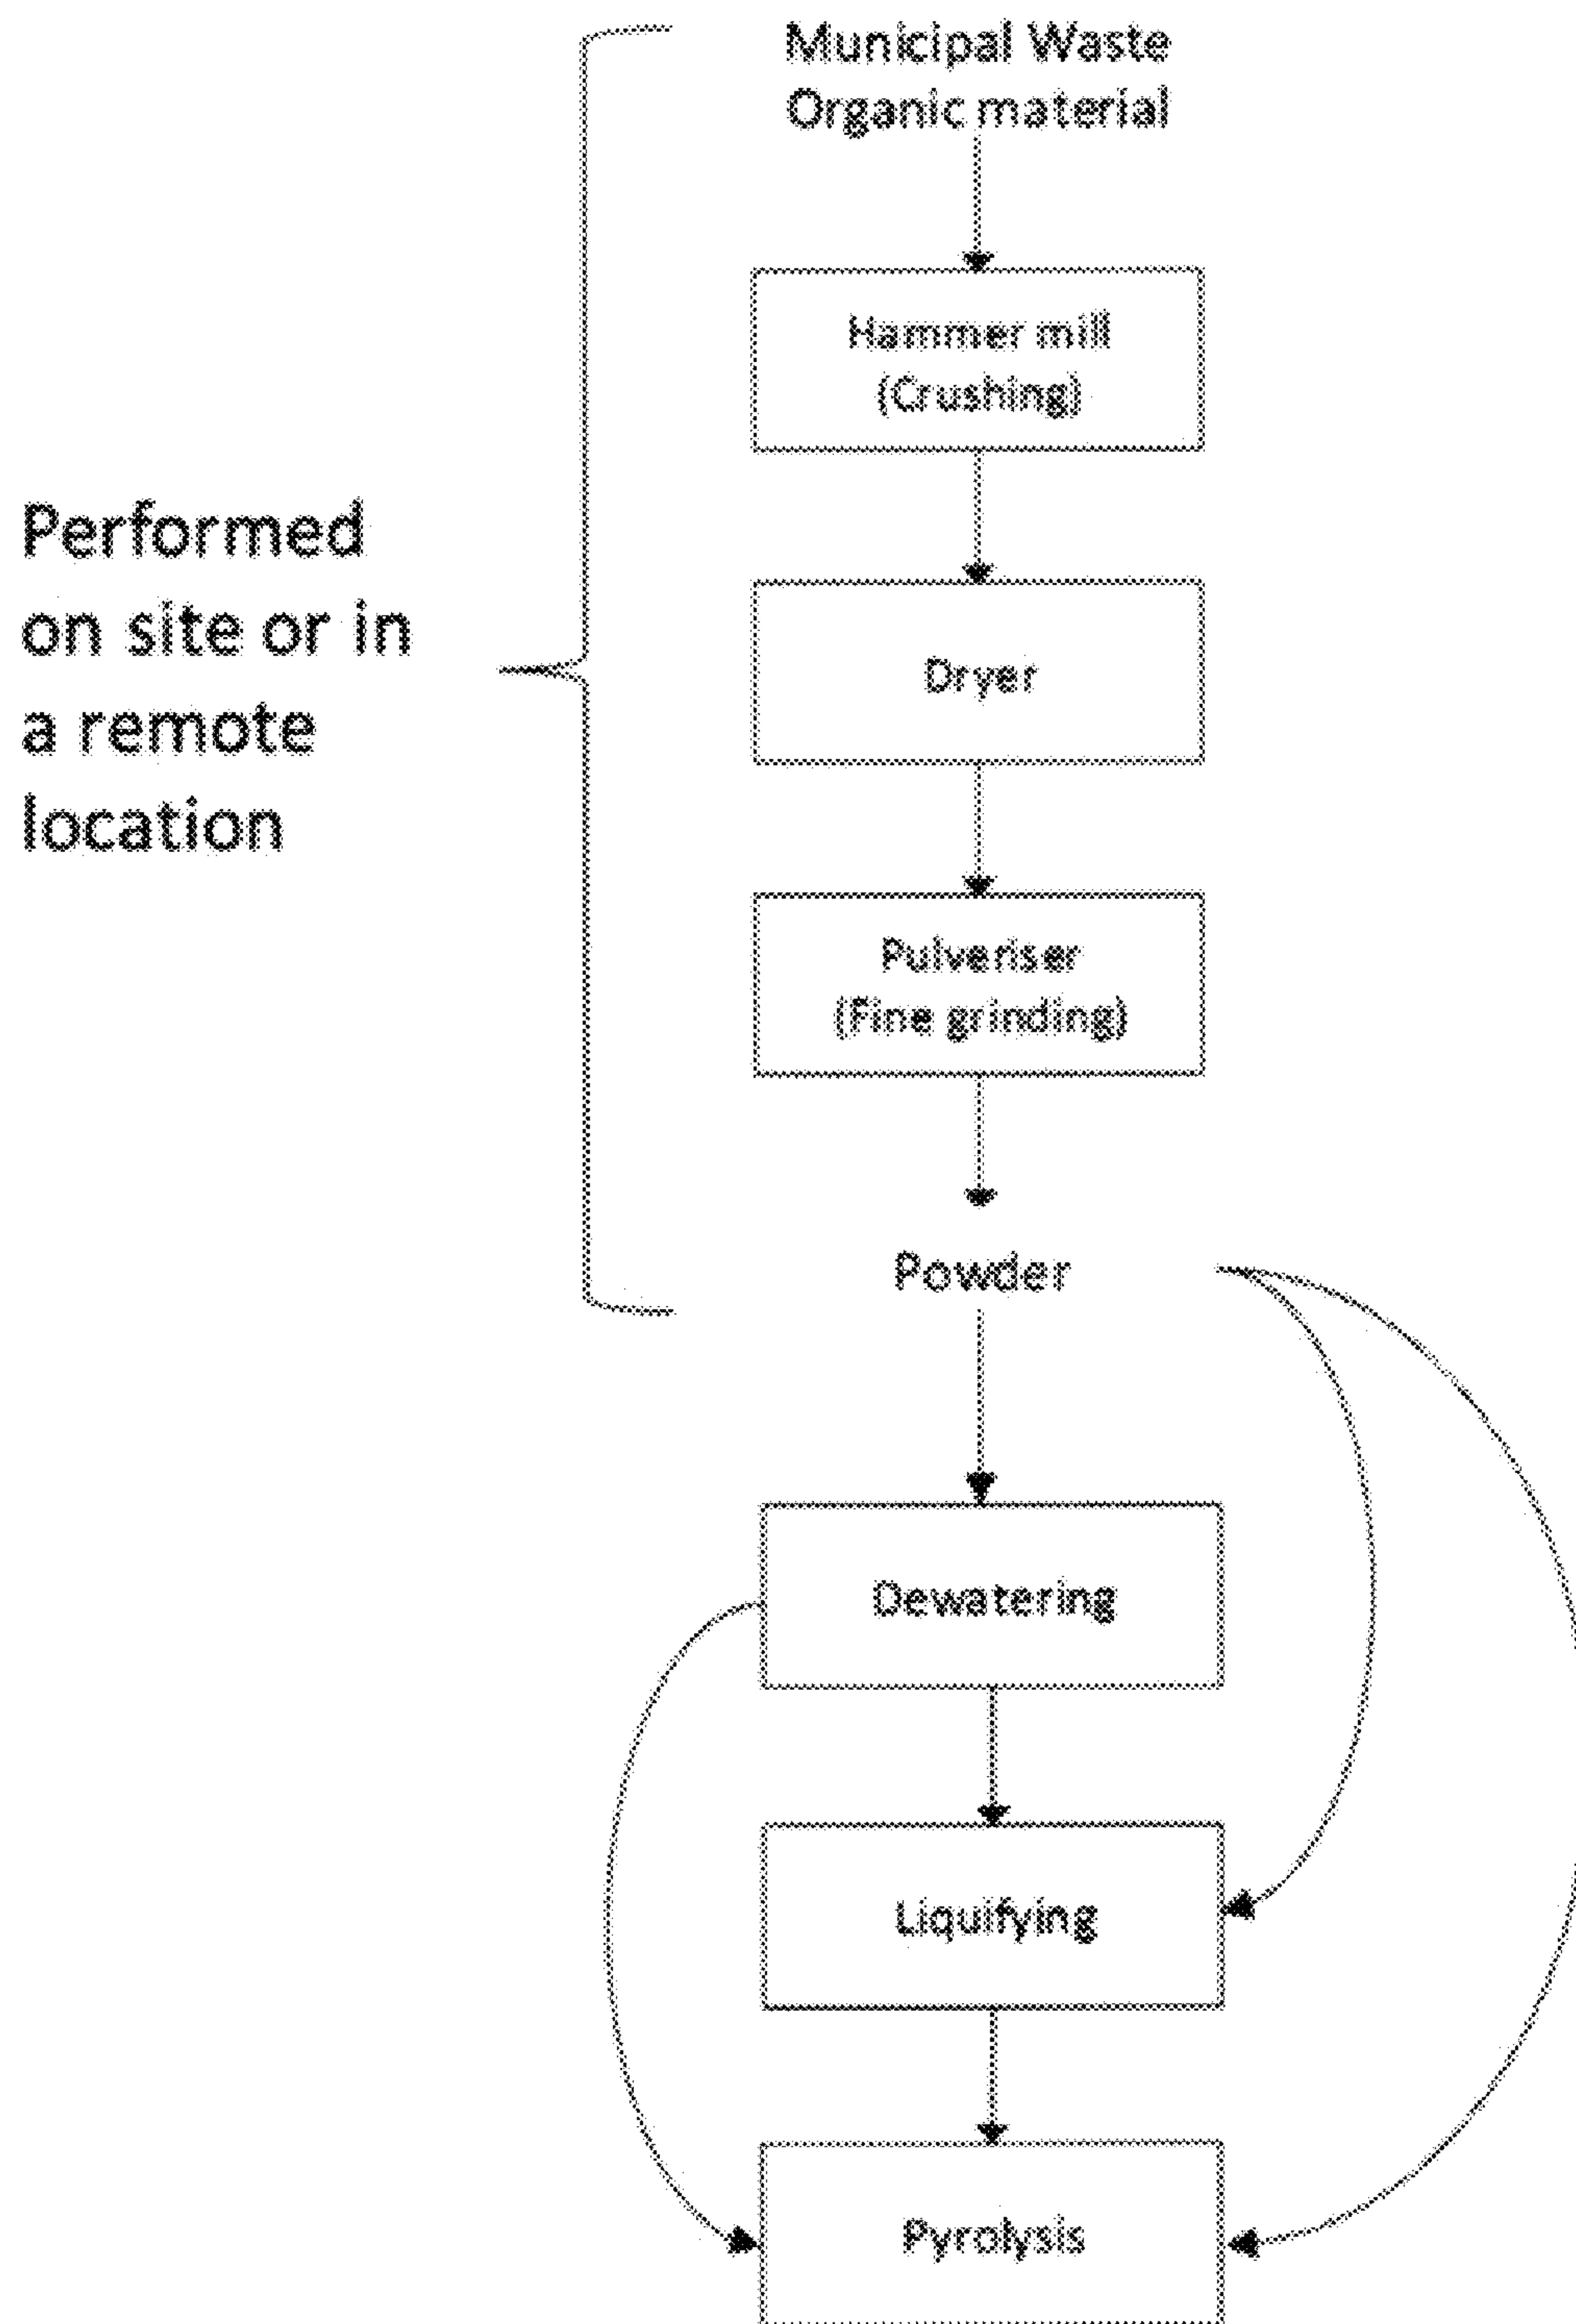 Municipal Waste
Organic material
Hammer mill
(Crushing)
Performed
on site or in
a remote
location
Dryer
Pulveriser
(Fine grinding)
Powder
Dewatering
Liquifying
Pyrolysis